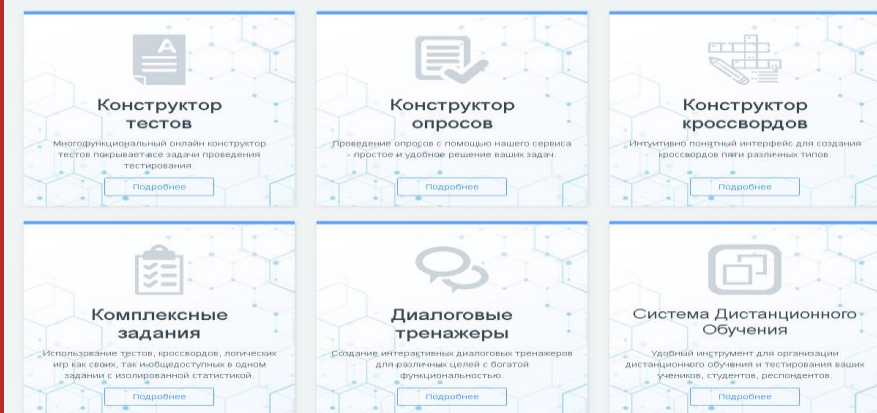 A
Конструктор
тестов
Многофункциональный онлайн конструктор
тестов покрывает все задачи проведения
тестирования.
Подробнее
Конструктор
опросов
Проведение опросов с помощью нашего сервиса
- простое и удобное решение ваших задач.
Подробнее
Конструктор
кроссвордов
Интуитивно понятный интерфейс для создания
кроссвордов пяти различных типов.
Подробнее
Комплексные
задания
Использование тестов, кроссвордов, логических
игр как своих, так и общедоступных в одном
задании с изолированной статистикой.
Подробнее
Диалоговые
тренажеры
Создание интерактивных диалоговых тренажеров
для различных целей с богатой
функциональностью.
Подробнее
Система Дистанционного
Обучения
Удобный инструмент для организации
дистанционного обучения и тестирования ваших
учеников, студентов, респондентов.
Подробнее